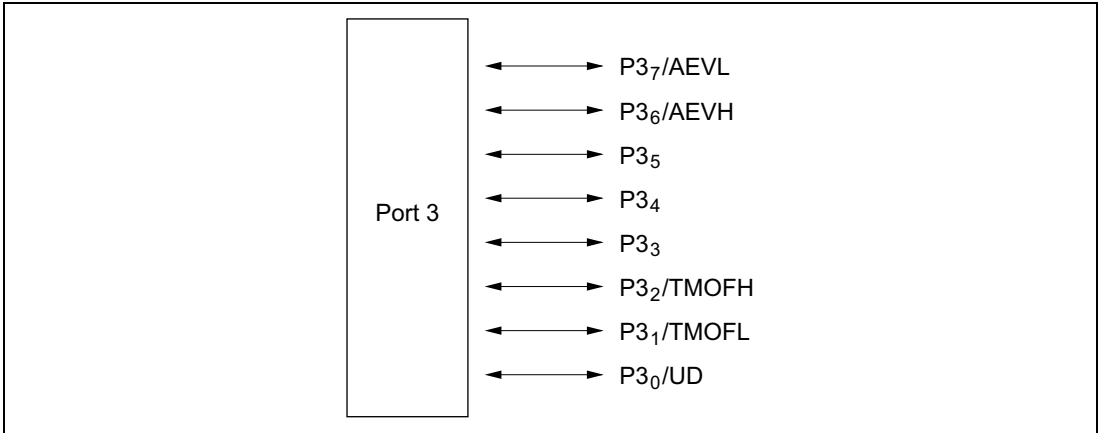 P3₇/AEVL
P3₆/AEVH
P3₅
P3₄
Port 3
P3₃
P3₂/TMOFH
P3₁/TMOFL
P3₀/UD